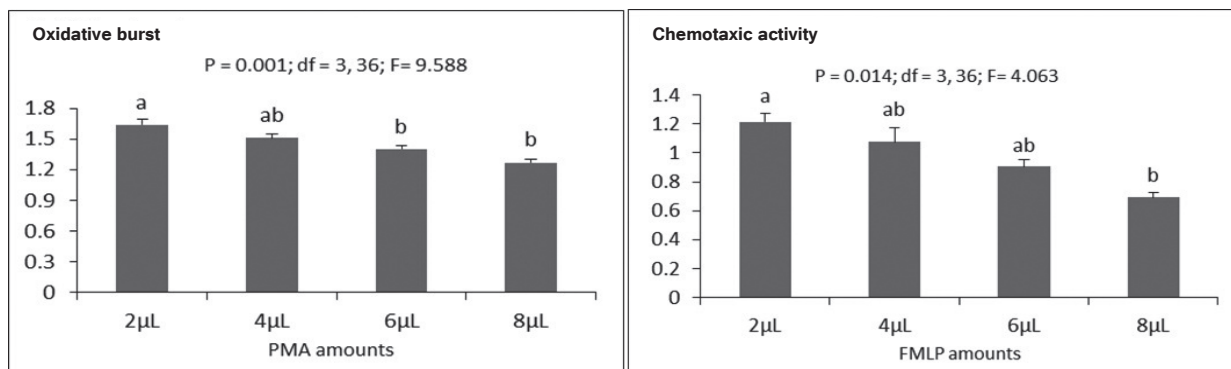 Oxidative burst
P = 0.001; df = 3, 36; F= 9.588
1.8
1.5
1.2
0.9
0.6
0.3
0
a
ab
b
b
2µL 4µL 6µL 8µL
PMA amounts
Chemotaxic activity
P = 0.014; df = 3, 36; F= 4.063
1.4
1.2
1
0.8
0.6
0.4
0.2
0
a
ab
ab
b
2µL 4µL 6µL 8µL
FMLP amounts